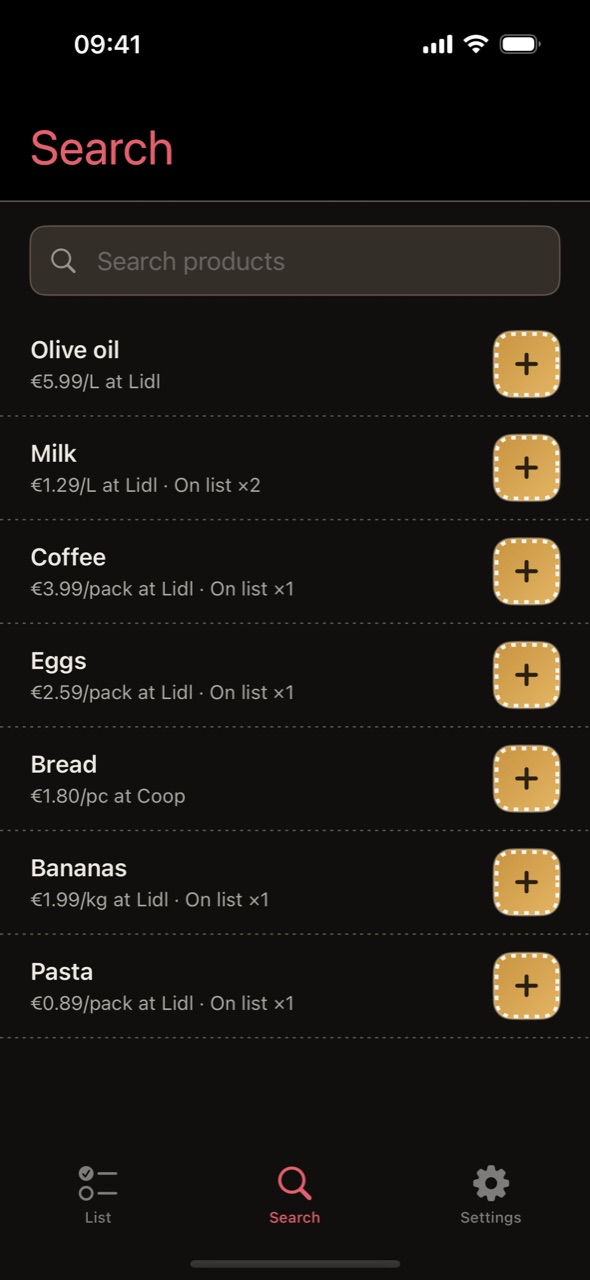 09:41
Search
Search products
Olive oil
€5.99/L at Lidl
Milk
€1.29/L at Lidl · On list ×2
Coffee
€3.99/pack at Lidl · On list ×1
Eggs
€2.59/pack at Lidl · On list ×1
Bread
€1.80/pc at Coop
Bananas
€1.99/kg at Lidl · On list ×1
Pasta
€0.89/pack at Lidl · On list ×1
List
Search
Settings